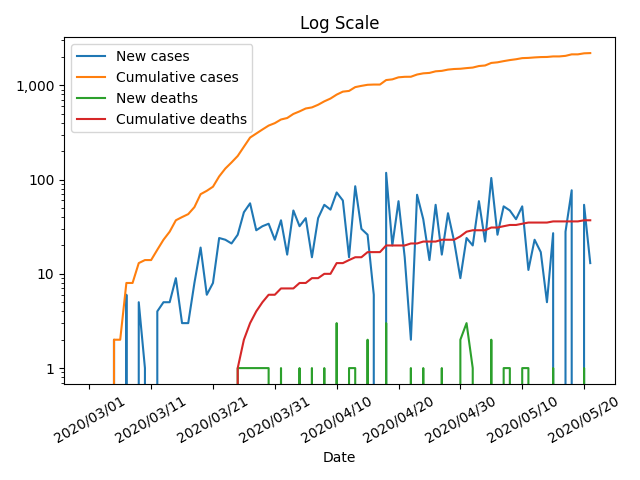 Log Scale
New cases
Cumulative cases
New deaths
Cumulative deaths
1,000
100
10
1
2020/03/01
2020/03/11
2020/03/21
2020/03/31
2020/04/10
2020/04/20
2020/04/30
2020/05/10
2020/05/20
Date